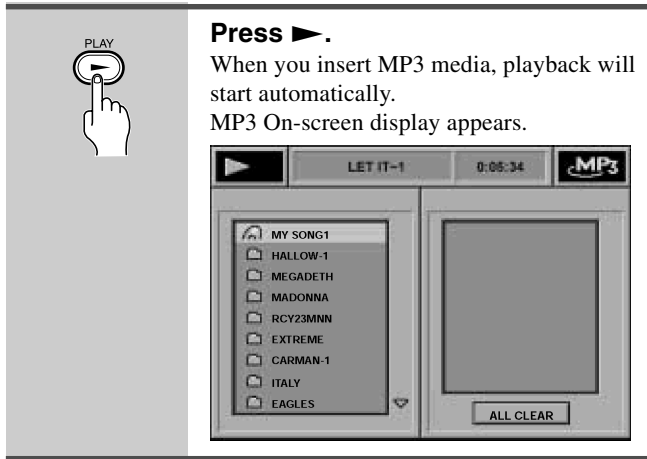 PLAY
Press ►.
When you insert MP3 media, playback will
start automatically.
MP3 On-screen display appears.
LET IT~1
0:05:34
MP3
MY SONG1
HALLOW-1
MEGADETH
MADONNA
RCY23MNN
EXTREME
CARMAN-1
ITALY
EAGLES
ALL CLEAR